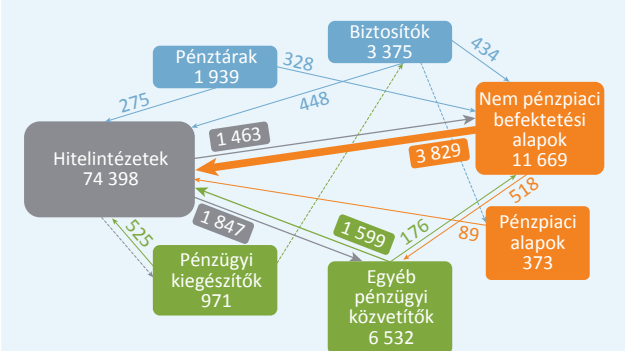 Biztosítók
3 375
434
Pénztárak
1 939
328
275
448
Nem pénzpiaci
befektetési
alapok
11 669
1 463
3 829
Hitelintézetek
74 398
518
1 847
1 599
176
89
Pénzpiaci
alapok
373
525
Pénzügyi
kiegészítők
971
Egyéb
pénzügyi
közvetítők
6 532